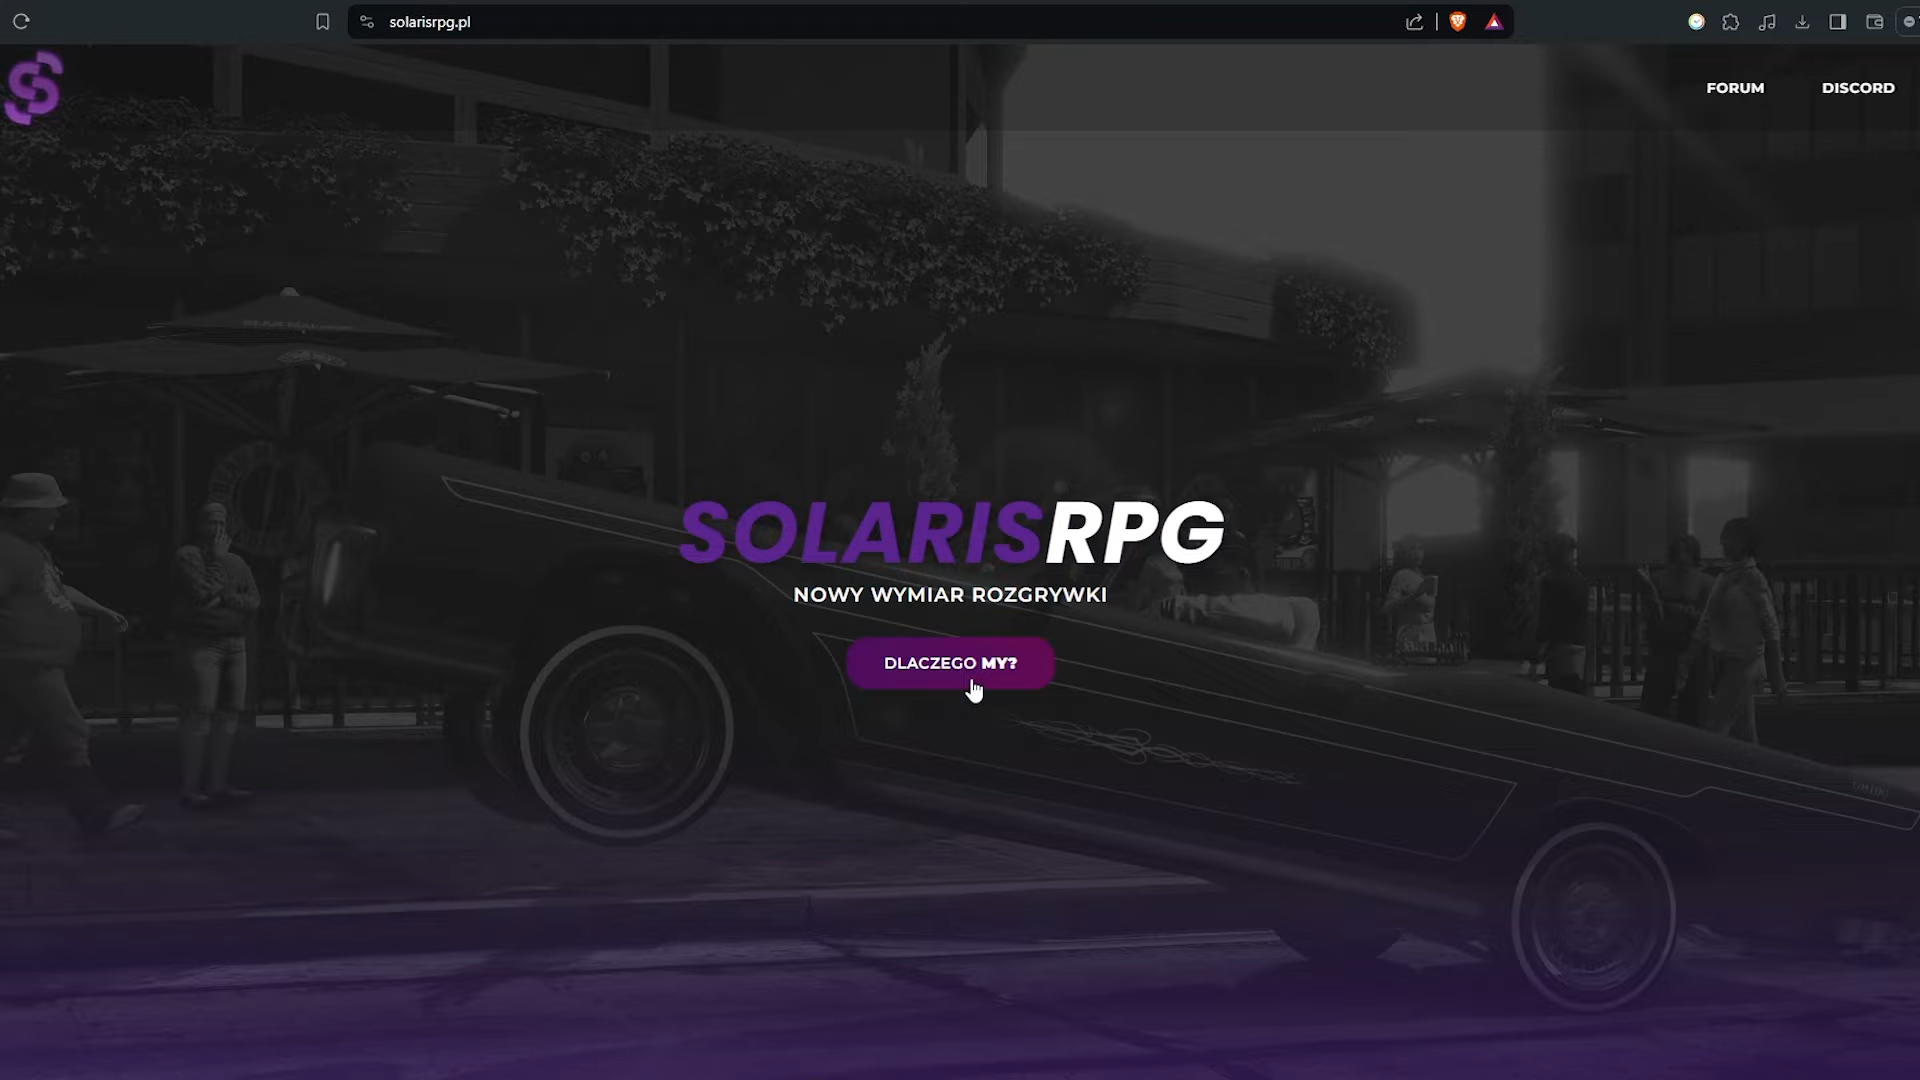 solarisrpg.pl
FORUM
DISCORD
SOLARISRPG
NOWY WYMIAR ROZGRYWKI
DLACZEGO MY?